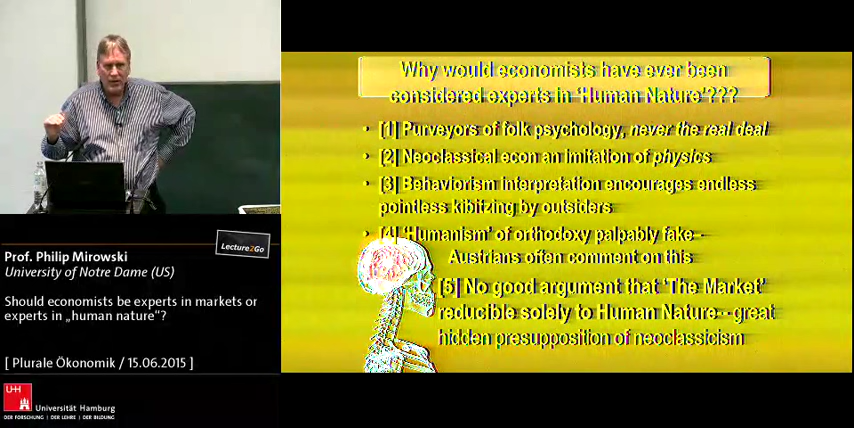 Why would economists have ever been
considered experts in 'Human Nature'???
• [1] Purveyors of folk psychology, never the real deal
• [2] Neoclassical econ an imitation of physics
• [3] Behaviorism interpretation encourages endless
pointless kibitzing by outsiders
• [4] 'Humanism' of orthodoxy palpably fake--
Austrians often comment on this
[5] No good argument that 'The Market'
reducible solely to Human Nature--great
hidden presupposition of neoclassicism
Lecture2Go
Prof. Philip Mirowski
University of Notre Dame (US)
Should economists be experts in markets or
experts in „human nature“?
[ Plurale Ökonomik / 15.06.2015 ]
UH
Universität Hamburg
DER FORSCHUNG | DER LEHRE | DER BILDUNG